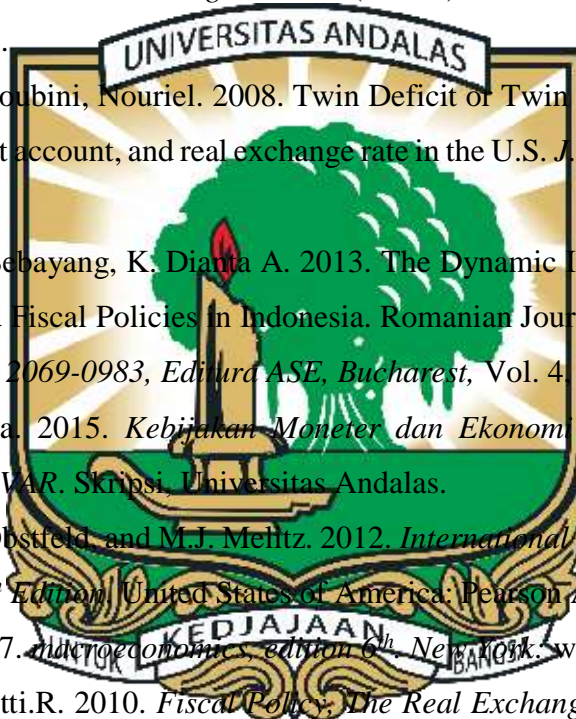 UNIVERSITAS ANDALAS
oubini, Nouriel. 2008. Twin Deficit or Twin
t account, and real exchange rate in the U.S. J.
ebayang, K. Dianta A. 2013. The Dynamic I
Fiscal Policies in Indonesia. Romanian Jour
2069-0983, Editura ASE, Bucharest, Vol. 4,
a. 2015. Kebijakan Moneter dan Ekonomi
VAR. Skripsi, Universitas Andalas.
Obstfeld, and M.J. Melitz. 2012. International
Edition. United States of America: Pearson A
UNTUK KEDJAJAAN BANGSA
7. macroeconomics, edition 6th. New York: w
tti.R. 2010. Fiscal Policy, The Real Exchang